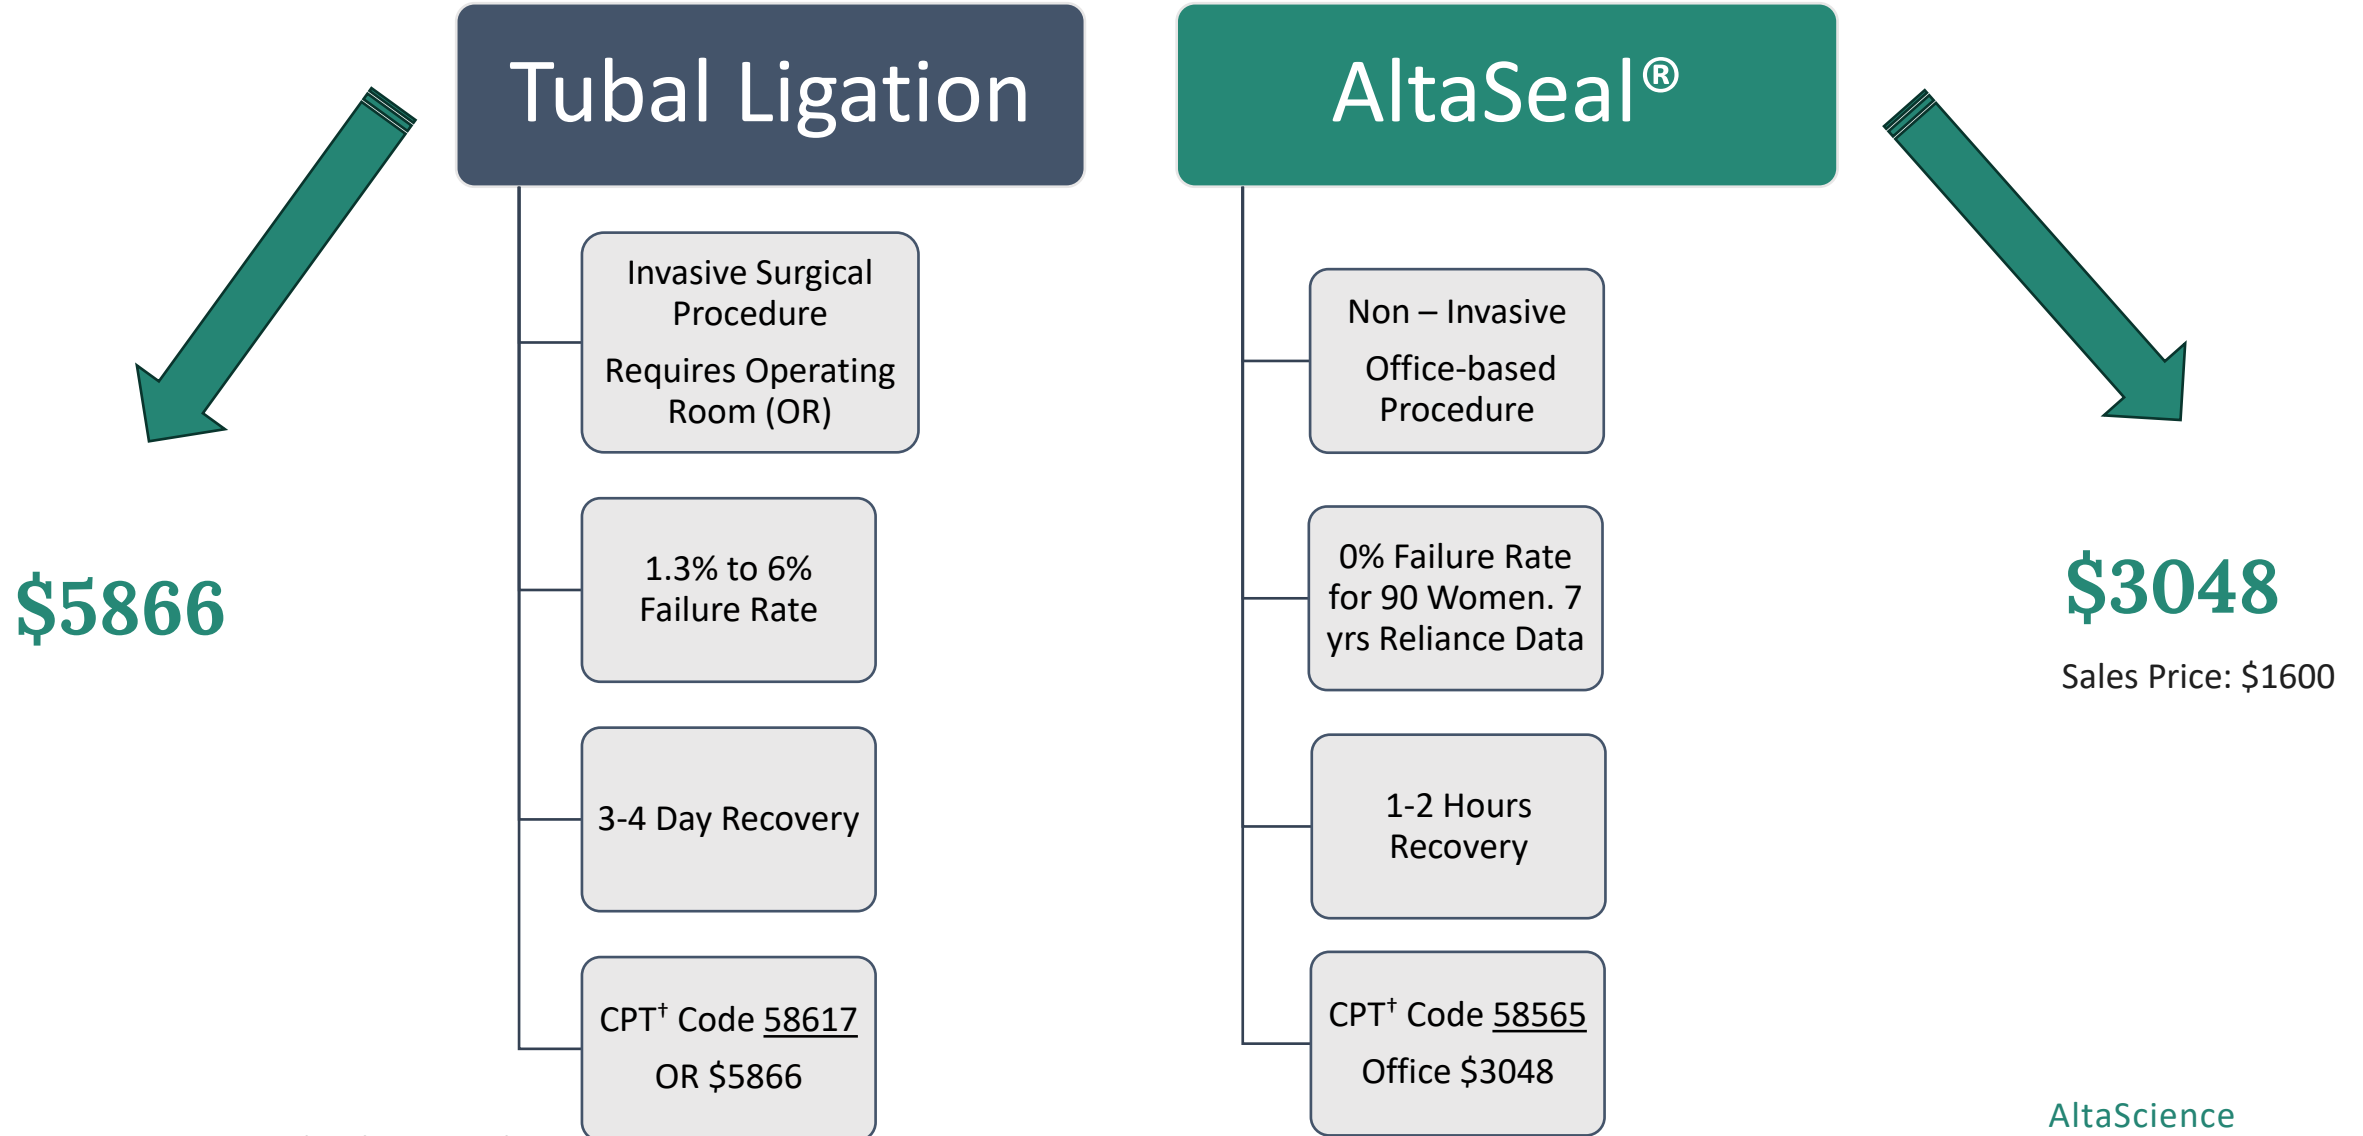 Tubal Ligation
Invasive Surgical
Procedure
Requires Operating
Room (OR)
1.3% to 6%
Failure Rate
3-4 Day Recovery
CPT† Code 58617
OR $5866
$5866
AltaSeal®
Non – Invasive
Office-based
Procedure
0% Failure Rate
for 90 Women. 7
yrs Reliance Data
1-2 Hours
Recovery
CPT† Code 58565
Office $3048
$3048
Sales Price: $1600
AltaScience